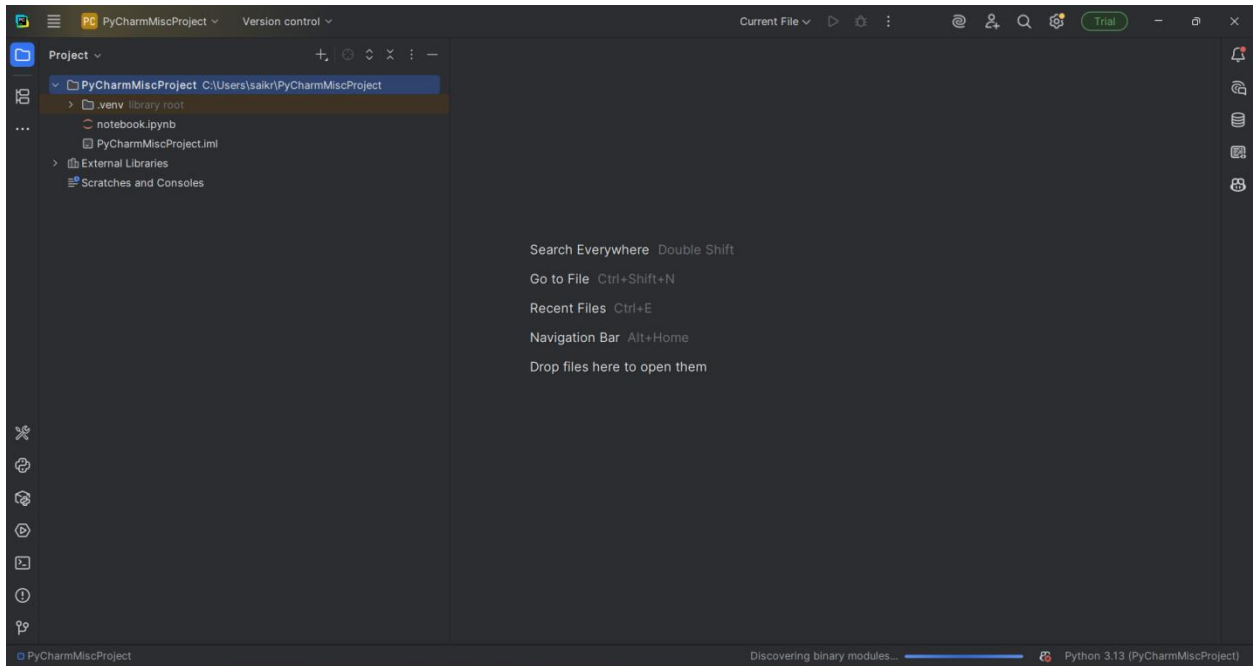 PC PyCharmMiscProject Version control Current File Trial
Project
PyCharmMiscProject C:\Users\saikr\PyCharmMiscProject
.venv library root
notebook.ipynb
PyCharmMiscProject.iml
External Libraries
Scratches and Consoles
Search Everywhere Double Shift
Go to File Ctrl+Shift+N
Recent Files Ctrl+E
Navigation Bar Alt+Home
Drop files here to open them
PyCharmMiscProject Discovering binary modules... Python 3.13 (PyCharmMiscProject)